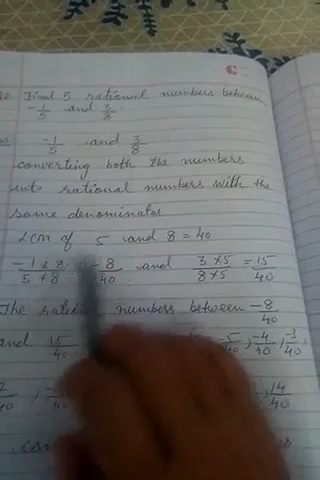 Find 5 rational numbers between
-1/5 and 3/8.
-1/5 and 3/8
converting both the numbers
into rational numbers with the
same denominator
LCM of 5 and 8 = 40
-1×8/5×8 = -8/40 and 3×5/8×5 = 15/40
The rational numbers between -8/40
and 15/40 -5/40, -4/40, -3/40
14/40